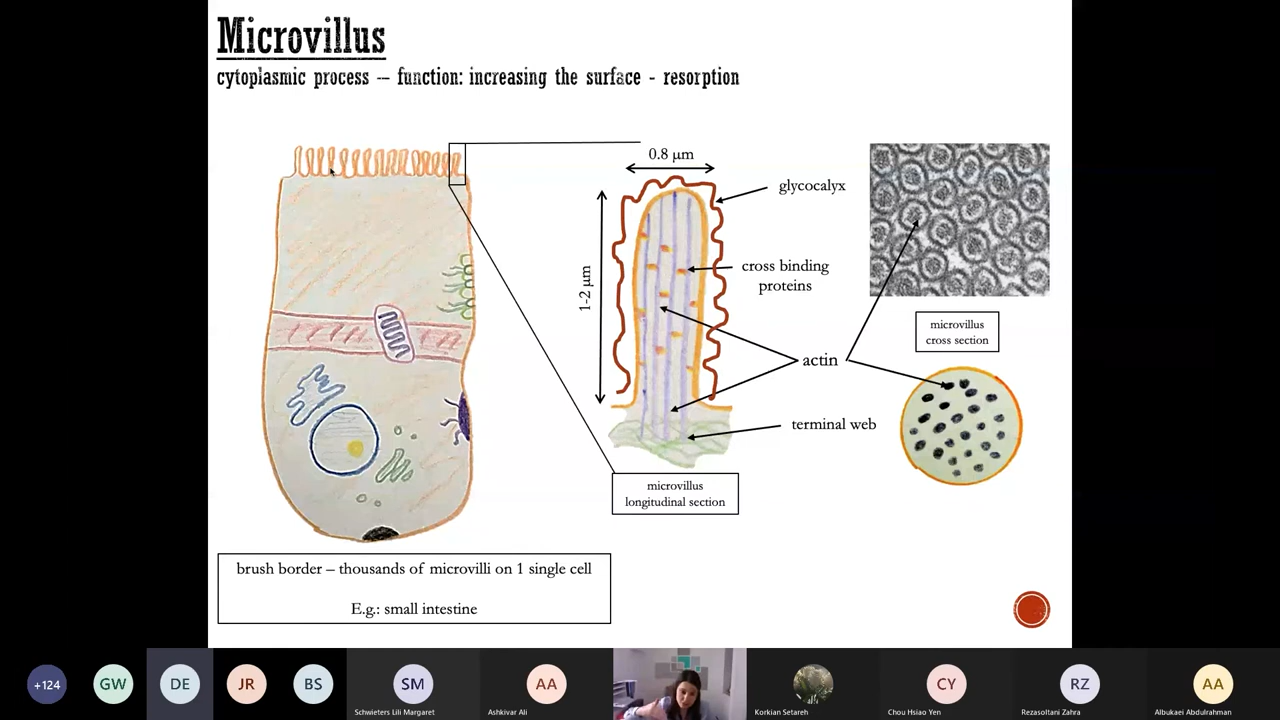 Microvillus
cytoplasmic process – function: increasing the surface - resorption
0.8 μm
glycocalyx
1-2 μm
cross binding
proteins
microvillus
cross section
actin
terminal web
microvillus
longitudinal section
brush border – thousands of microvilli on 1 single cell
E.g.: small intestine
+124
GW
DE
JR
BS
SM
AA
CY
RZ
AA
Schwieters Lili Margaret
Ashkivar Ali
Korkian Setareh
Chou Hsiao Yen
Rezasoltani Zahra
Albukaei Abdulrahman